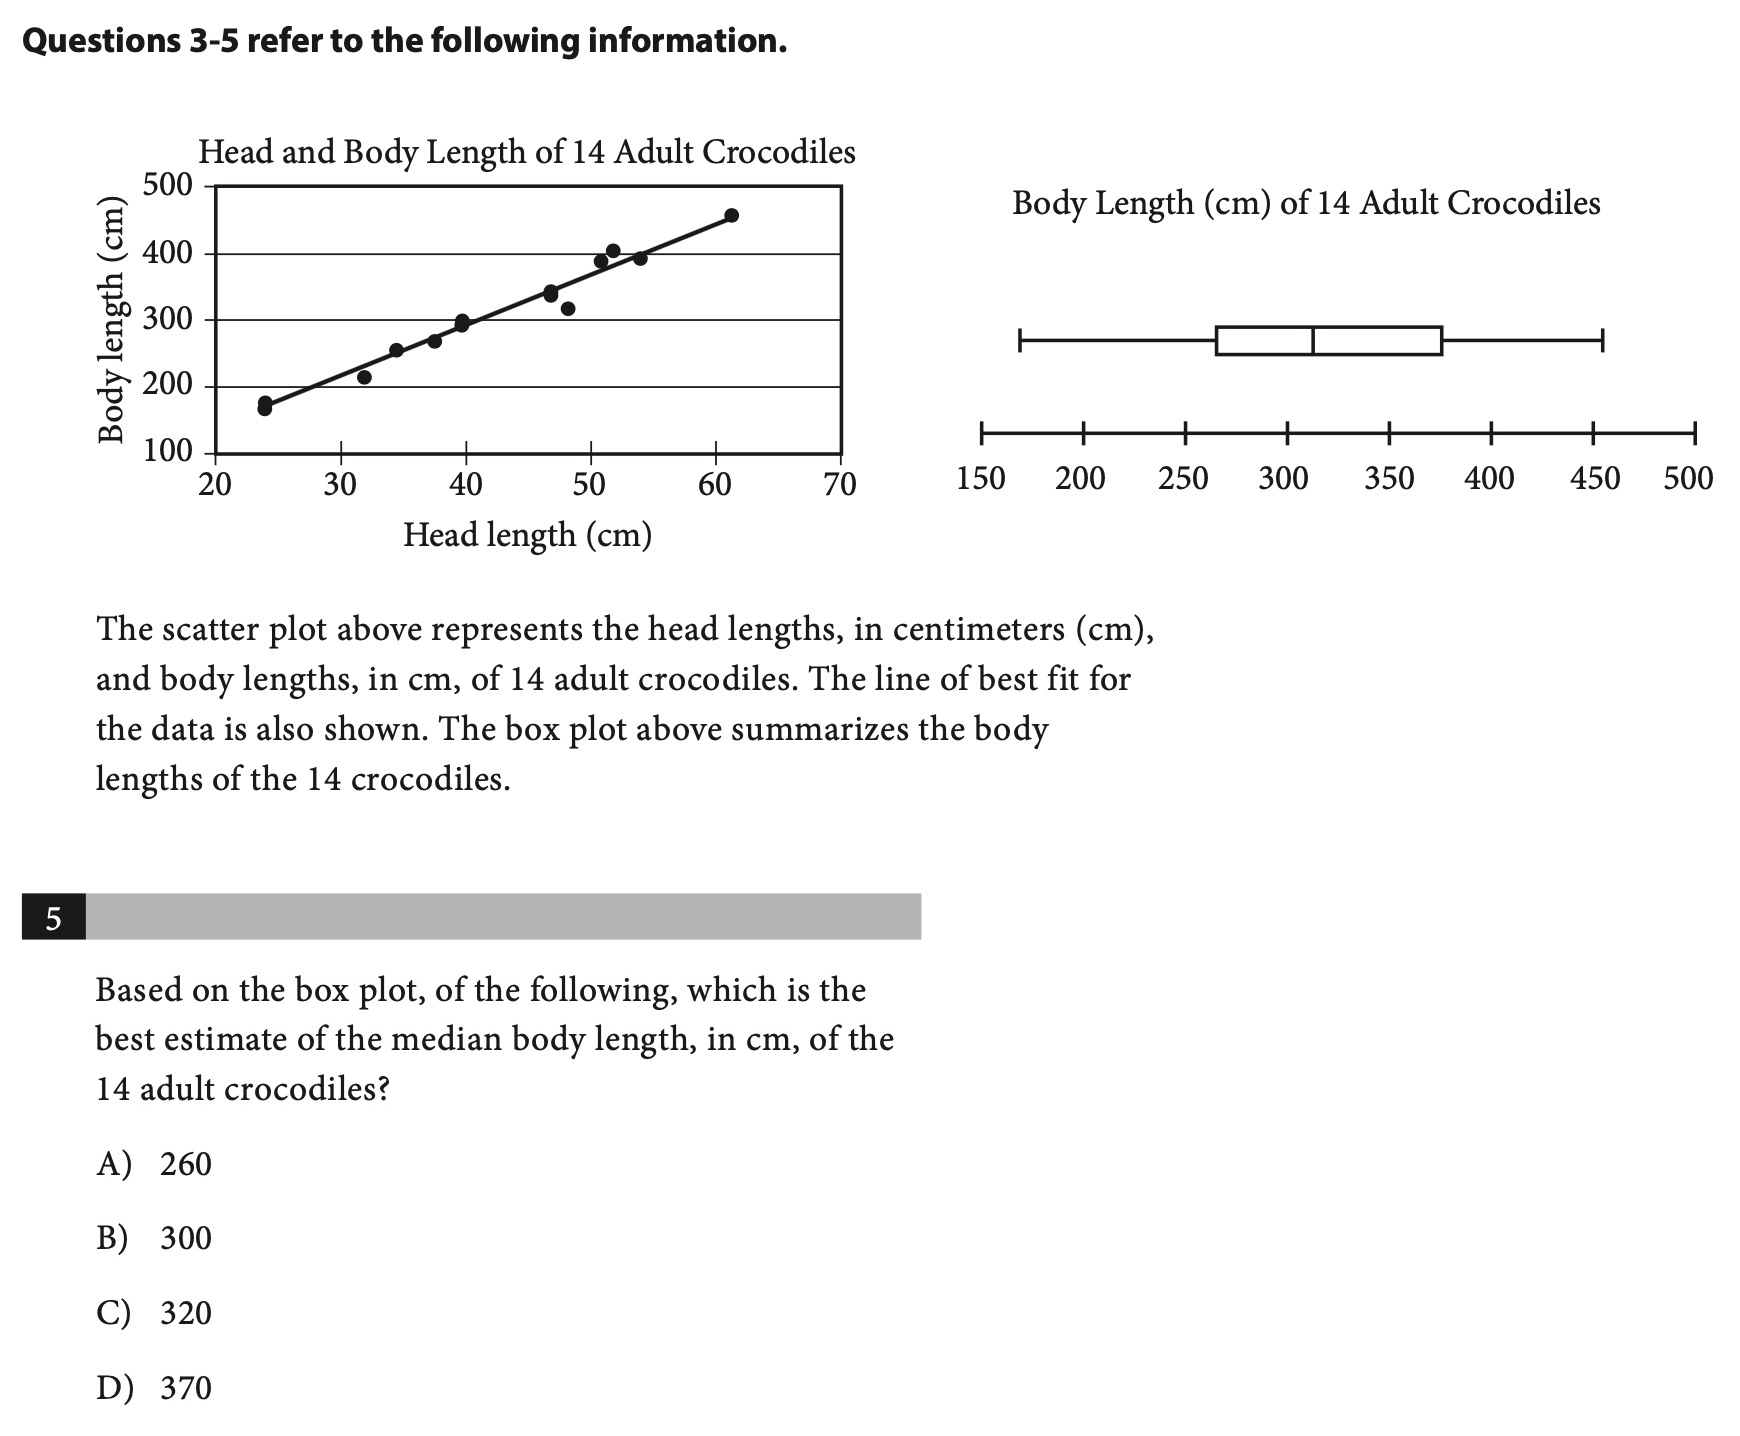 Questions 3-5 refer to the following information.
Head and Body Length of 14 Adult Crocodiles
Body length (cm)
500
400
300
200
100
20 30 40 50 60 70
Head length (cm)
Body Length (cm) of 14 Adult Crocodiles
150 200 250 300 350 400 450 500
The scatter plot above represents the head lengths, in centimeters (cm),
and body lengths, in cm, of 14 adult crocodiles. The line of best fit for
the data is also shown. The box plot above summarizes the body
lengths of the 14 crocodiles.
5
Based on the box plot, of the following, which is the
best estimate of the median body length, in cm, of the
14 adult crocodiles?
A) 260
B) 300
C) 320
D) 370